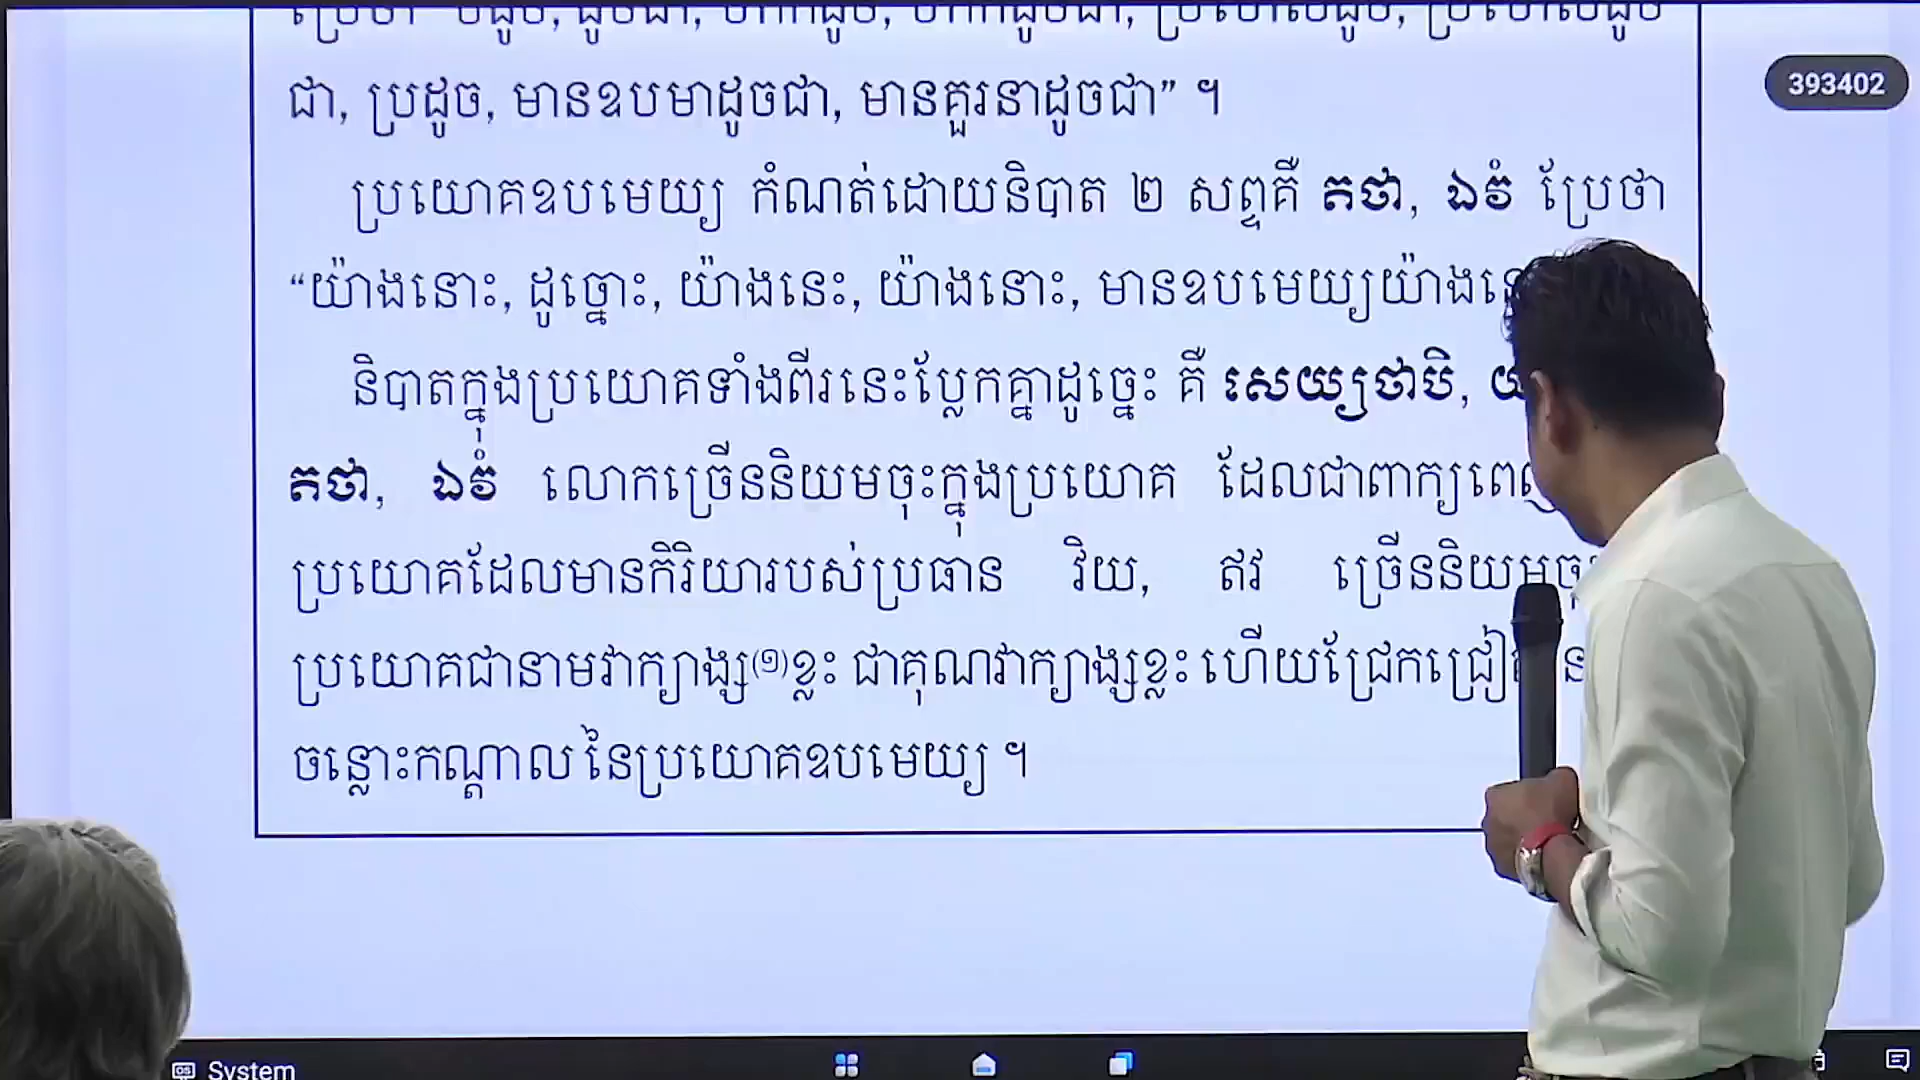 ជា, ប្រដូច, មានឧបមាដូចជា, មានគួរនាដូចជា” ។
393402
ប្រយោគឧបមេយ្យ កំណត់ដោយនិបាត ២ សព្ទគឺ តថា, ឯវំ ប្រែថា
“យ៉ាងនោះ, ដូច្នោះ, យ៉ាងនេះ, យ៉ាងនោះ, មានឧបមេយ្យយ៉ាង
និបាតក្នុងប្រយោគទាំងពីរនេះប្លែកគ្នាដូច្នេះ គឺ សេយ្យថាបិ,
តថា, ឯវំ លោកច្រើននិយមចុះក្នុងប្រយោគ ដែលជាពាក្យពេញ
ប្រយោគដែលមានកិរិយារបស់ប្រធាន វិយ, ឥវ ច្រើននិយមចុះ
ប្រយោគជានាមវាក្យាង្ស(១)ខ្លះ ជាគុណវាក្យាង្សខ្លះ ហើយជ្រែក
ចន្លោះកណ្តាល នៃប្រយោគឧបមេយ្យ ។
System